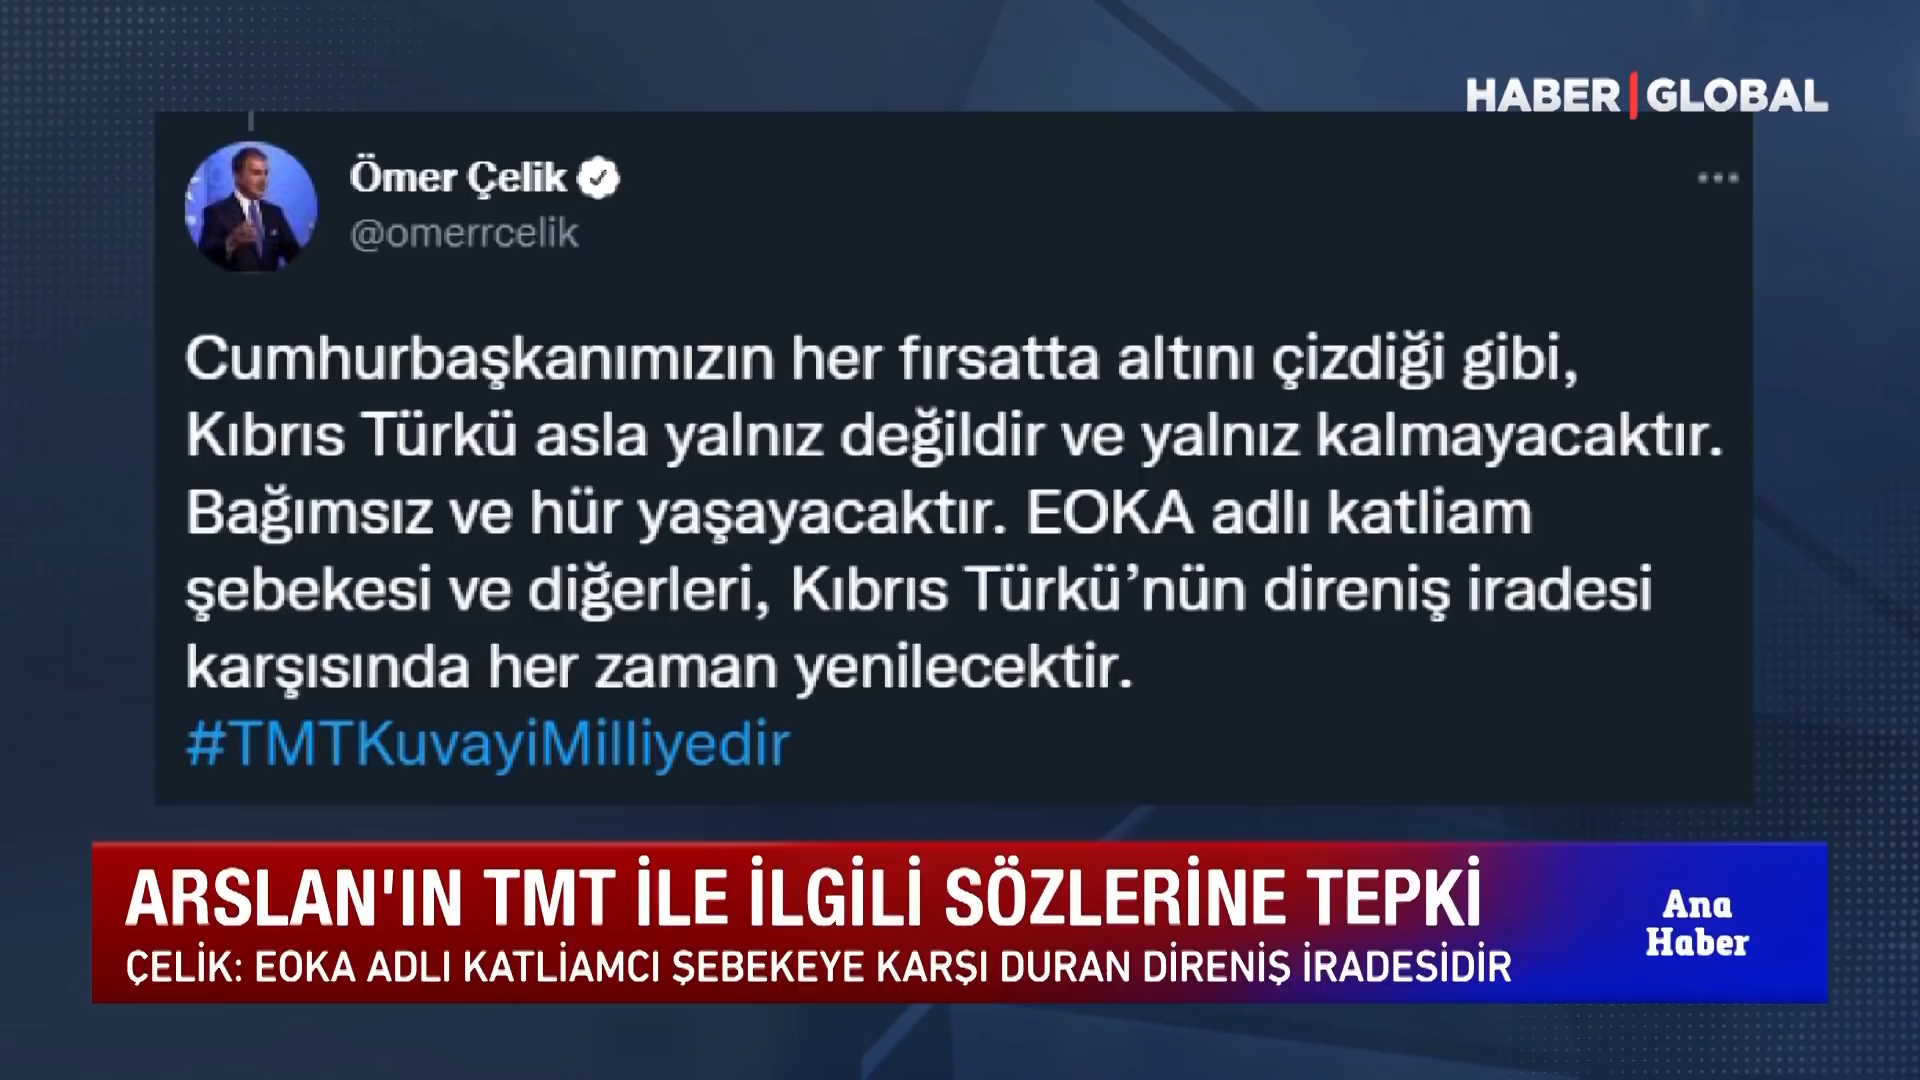 HABER GLOBAL
Ömer Çelik
@omerrcelik
Cumhurbaşkanımızın her fırsatta altını çizdiği gibi,
Kıbrıs Türkü asla yalnız değildir ve yalnız kalmayacaktır.
Bağımsız ve hür yaşayacaktır. EOKA adlı katliam
şebekesi ve diğerleri, Kıbrıs Türkü’nün direniş iradesi
karşısında her zaman yenilecektir.
#TMTKuvayiMilliyedir
ARSLAN'IN TMT İLE İLGİLİ SÖZLERİNE TEPKİ
ÇELİK: EOKA ADLI KATLİAMCI ŞEBEKEYE KARŞI DURAN DİRENİŞ İRADESİDİR
Ana
Haber